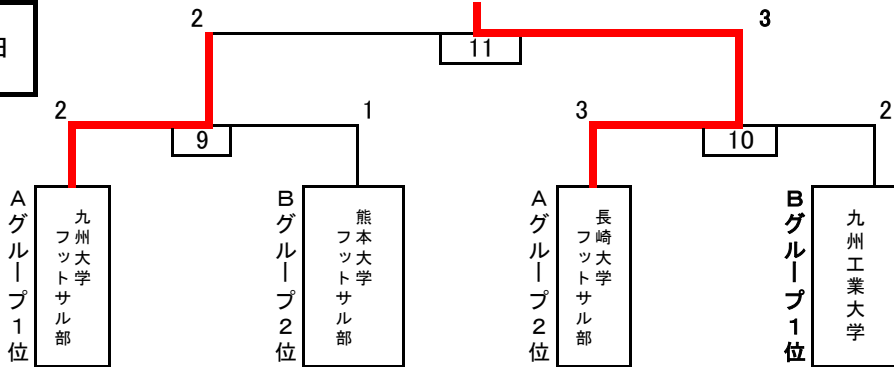 2
3
11
2
1
3
2
9
10
Aグループ1位
九州大学
フットサル部
Bグループ2位
熊本大学
フットサル部
Aグループ2位
長崎大学
フットサル部
Bグループ1位
九州工業大学